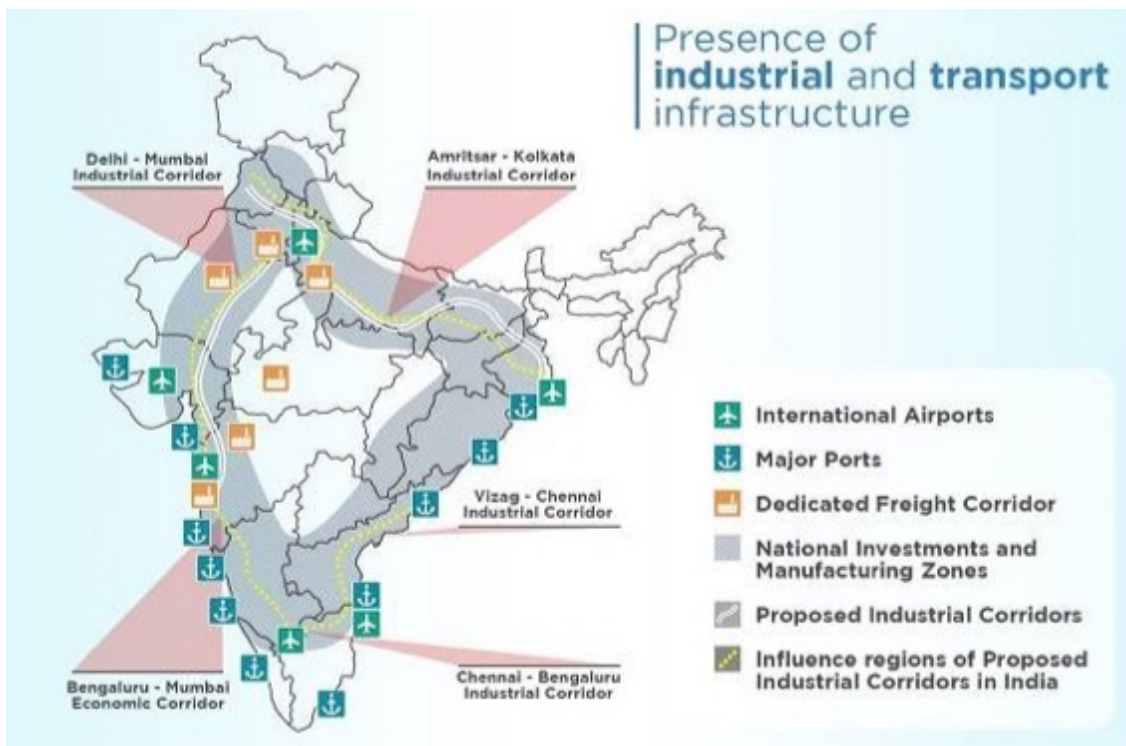 Presence of
industrial and transport
infrastructure
Delhi - Mumbai
Industrial Corridor
Amritsar - Kolkata
Industrial Corridor
International Airports
Major Ports
Dedicated Freight Corridor
National Investments and
Manufacturing Zones
Proposed Industrial Corridors
Influence regions of Proposed
Industrial Corridors in India
Vizag - Chennai
Industrial Corridor
Bengaluru - Mumbai
Economic Corridor
Chennai - Bengaluru
Industrial Corridor